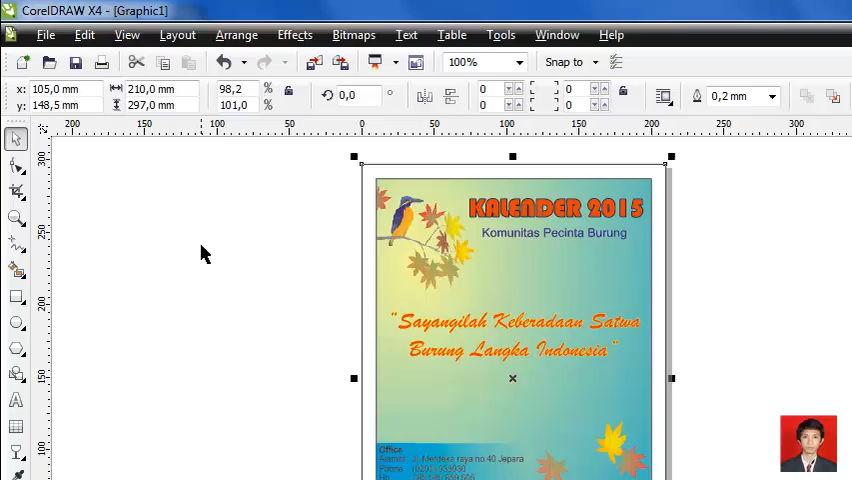 CorelDRAW X4 - [Graphic1]
File Edit View Layout Arrange Effects Bitmaps Text Table Tools Window Help
100% Snap to
x: 105,0 mm 210,0 mm 98,2 % 0,0 ° 0 0 0,2 mm
y: 148,5 mm 297,0 mm 101,0 % 0 0
200 150 100 50 0 50 100 150 200 250 300
300
250
200
150
100
KALENDER 2015
Komunitas Pecinta Burung
"Sayangilah Keberadaan Satwa
Burung Langka Indonesia"
Office
Jl. Merdeka raya no 40 Jepara